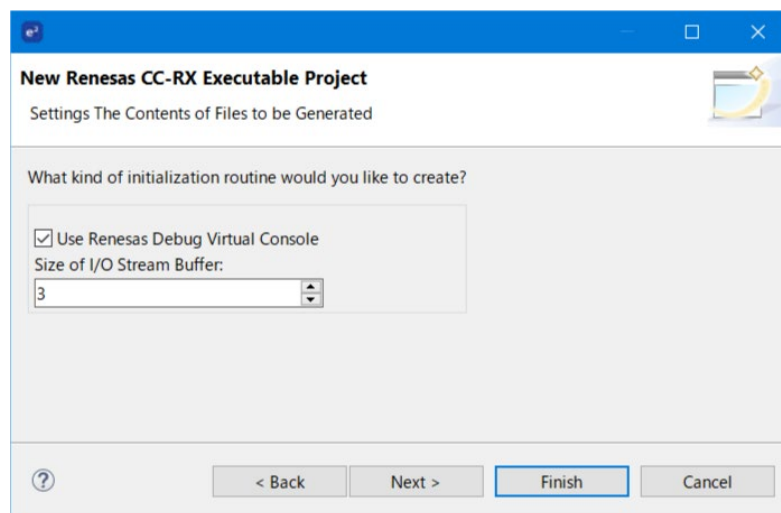 e²
New Renesas CC-RX Executable Project
Settings The Contents of Files to be Generated
What kind of initialization routine would you like to create?
Use Renesas Debug Virtual Console
Size of I/O Stream Buffer:
3
?
< Back Next > Finish Cancel